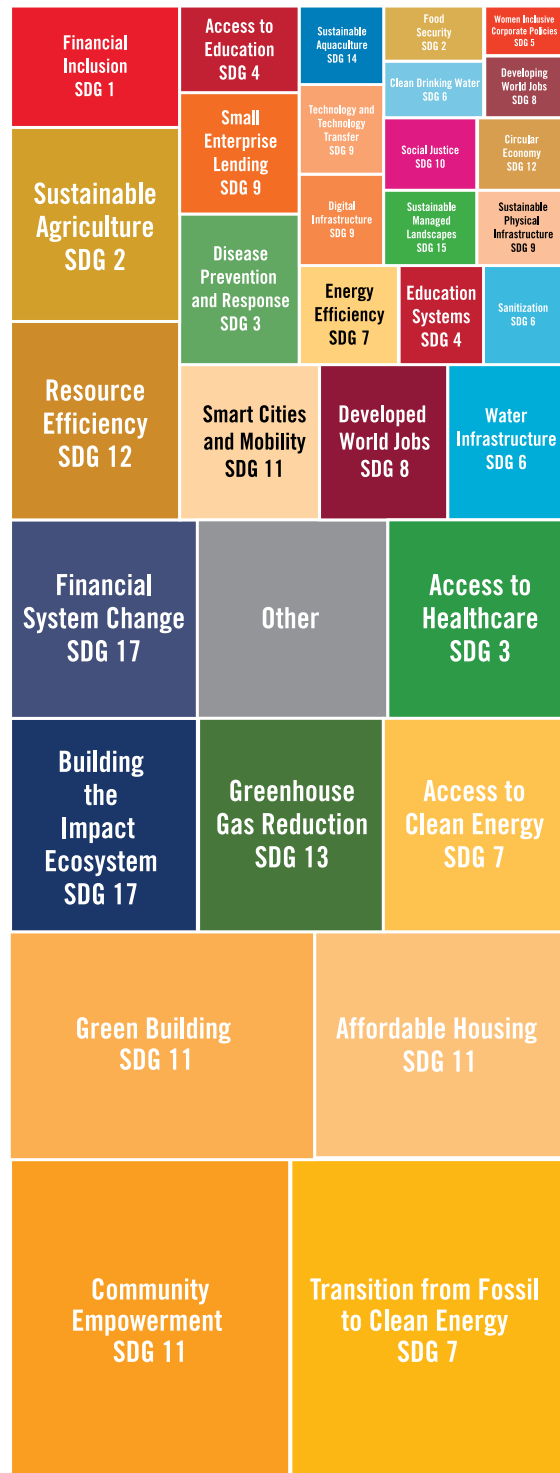 Financial
Inclusion
SDG 1
Access to
Education
SDG 4
Sustainable
Aquaculture
SDG 14
Food
Security
SDG 2
Women Inclusive
Corporate Policies
SDG 5
Clean Drinking Water
SDG 6
Developing
World Jobs
SDG 8
Small
Enterprise
Lending
SDG 9
Technology and
Technology
Transfer
SDG 9
Social Justice
SDG 10
Circular
Economy
SDG 12
Sustainable
Agriculture
SDG 2
Digital
Infrastructure
SDG 9
Sustainable
Managed
Landscapes
SDG 15
Sustainable
Physical
Infrastructure
SDG 9
Disease
Prevention
and Response
SDG 3
Energy
Efficiency
SDG 7
Education
Systems
SDG 4
Sanitization
SDG 6
Resource
Efficiency
SDG 12
Smart Cities
and Mobility
SDG 11
Developed
World Jobs
SDG 8
Water
Infrastructure
SDG 6
Financial
System Change
SDG 17
Other
Access to
Healthcare
SDG 3
Building
the
Impact
Ecosystem
SDG 17
Greenhouse
Gas Reduction
SDG 13
Access to
Clean Energy
SDG 7
Green Building
SDG 11
Affordable Housing
SDG 11
Community
Empowerment
SDG 11
Transition from Fossil
to Clean Energy
SDG 7